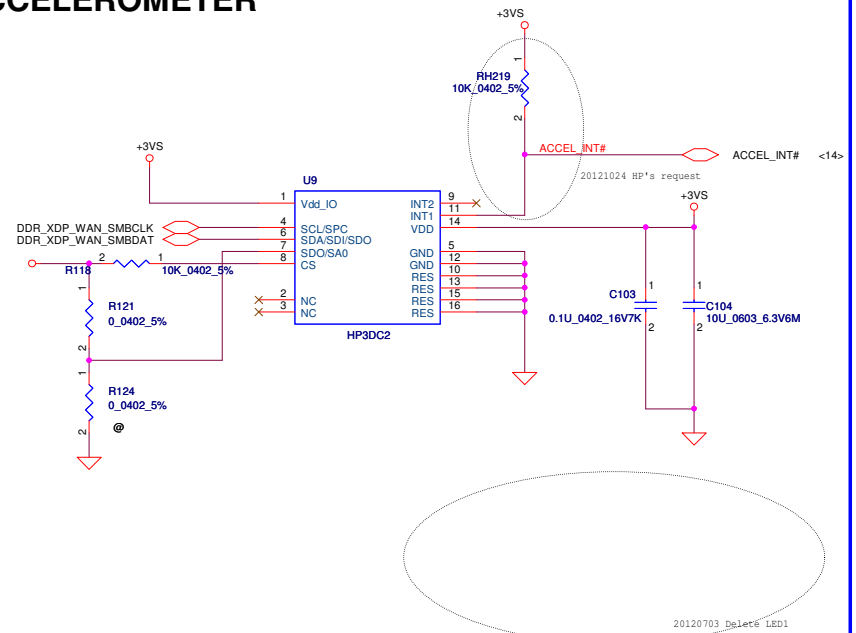 CCELEROMETER
+3VS
RH219
10K_0402_5%
1
2
ACCEL_INT#
ACCEL_INT# <14>
20121024 HP's request
+3VS
+3VS
U9
1 Vdd_IO
4 SCL/SPC
6 SDA/SDI/SDO
7 SDO/SA0
8 CS
2 NC
3 NC
INT2 9
INT1 11
VDD 14
GND 5
GND 12
RES 10
RES 13
RES 15
RES 16
HP3DC2
DDR_XDP_WAN_SMBCLK
DDR_XDP_WAN_SMBDAT
2 1
R118 10K_0402_5%
1
R121
0_0402_5%
2
1
R124
0_0402_5%
2
@
1
C103
0.1U_0402_16V7K
2
1
C104
10U_0603_6.3V6M
2
20120703 Delete LED1